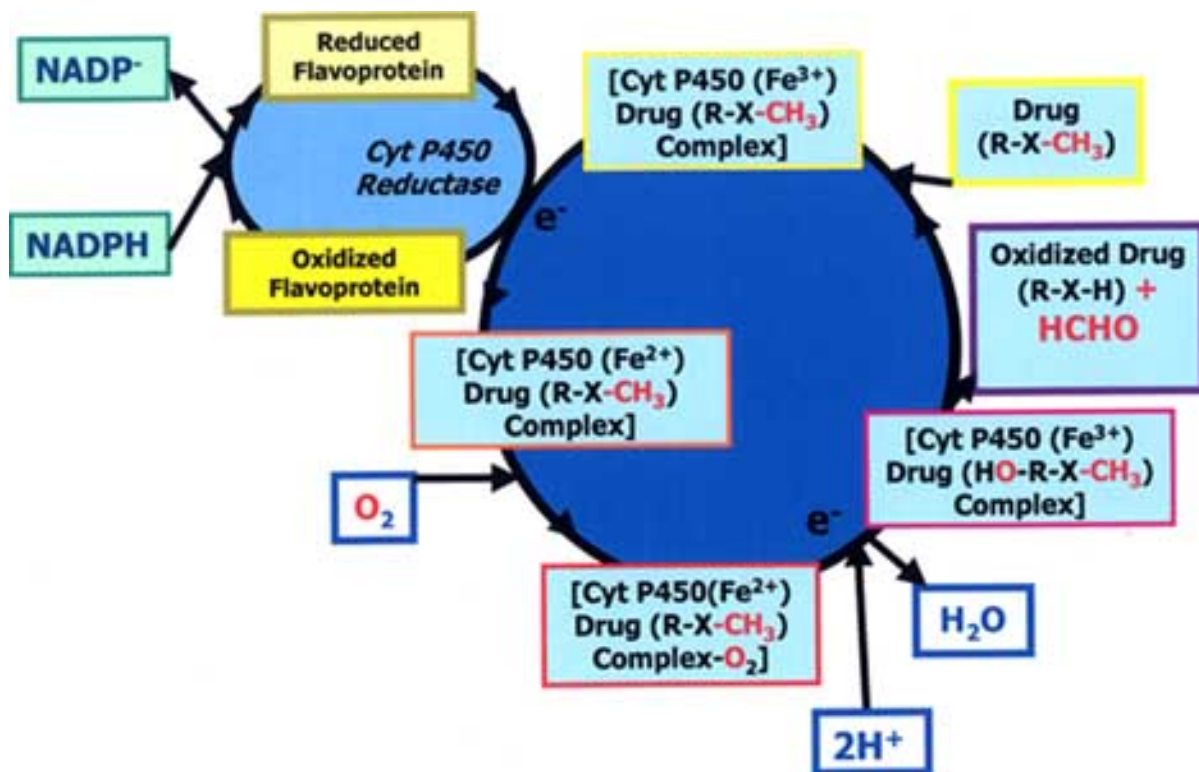 NADP-
NADPH
Reduced
Flavoprotein
Cyt P450
Reductase
Oxidized
Flavoprotein
e-
[Cyt P450 (Fe³⁺)
Drug (R-X-CH₃)
Complex]
Drug
(R-X-CH₃)
Oxidized Drug
(R-X-H) +
HCHO
[Cyt P450 (Fe²⁺)
Drug (R-X-CH₃)
Complex]
[Cyt P450 (Fe³⁺)
Drug (HO-R-X-CH₃)
Complex]
O₂
e-
[Cyt P450(Fe²⁺)
Drug (R-X-CH₃)
Complex-O₂]
H₂O
2H⁺